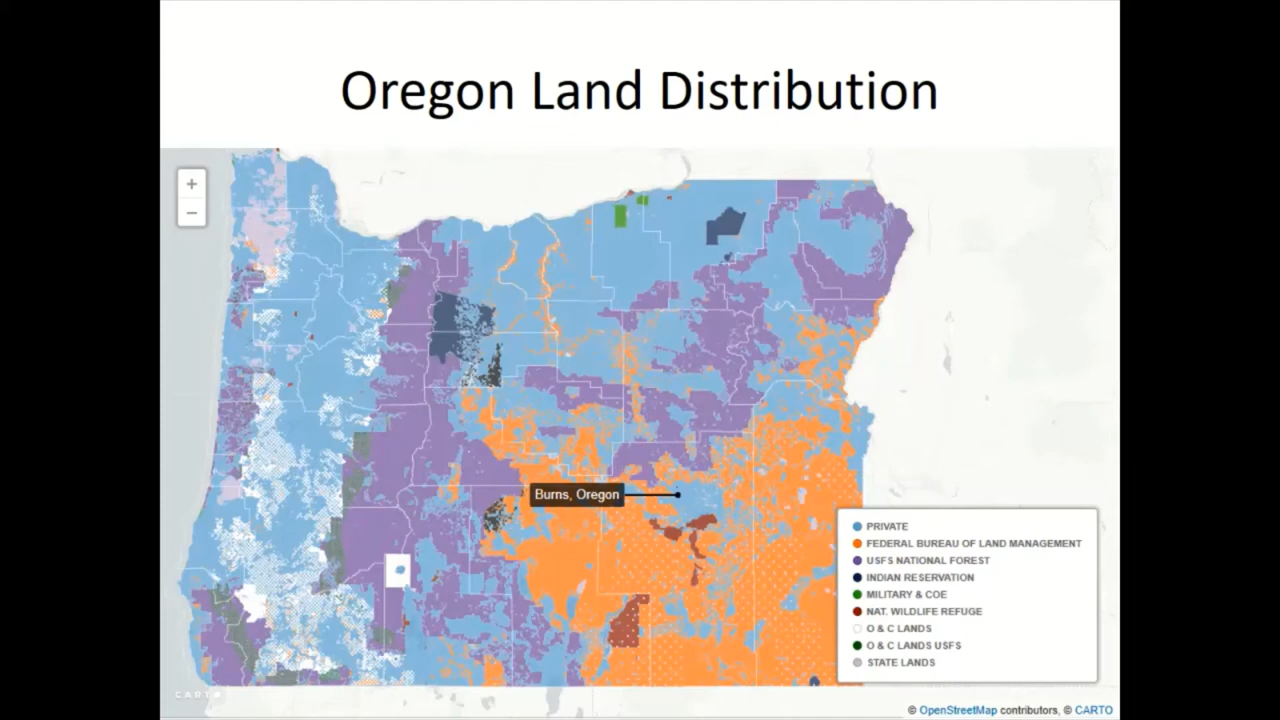 Oregon Land Distribution
+
−
Burns, Oregon
PRIVATE
FEDERAL BUREAU OF LAND MANAGEMENT
USFS NATIONAL FOREST
INDIAN RESERVATION
MILITARY & COE
NAT. WILDLIFE REFUGE
O & C LANDS
O & C LANDS USFS
STATE LANDS
CARTO
© OpenStreetMap contributors, © CARTO